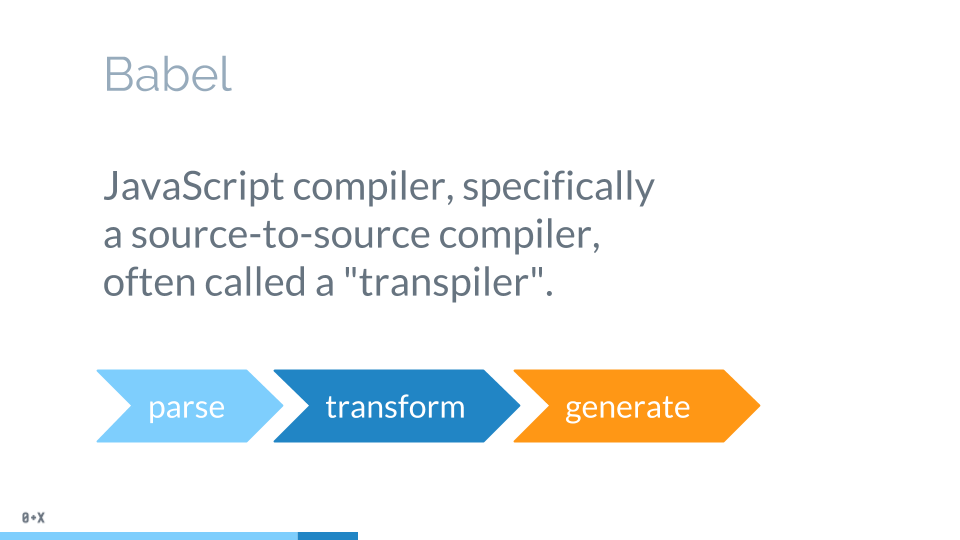 Babel
JavaScript compiler, specifically
a source-to-source compiler,
often called a "transpiler".
parse
transform
generate
0+X